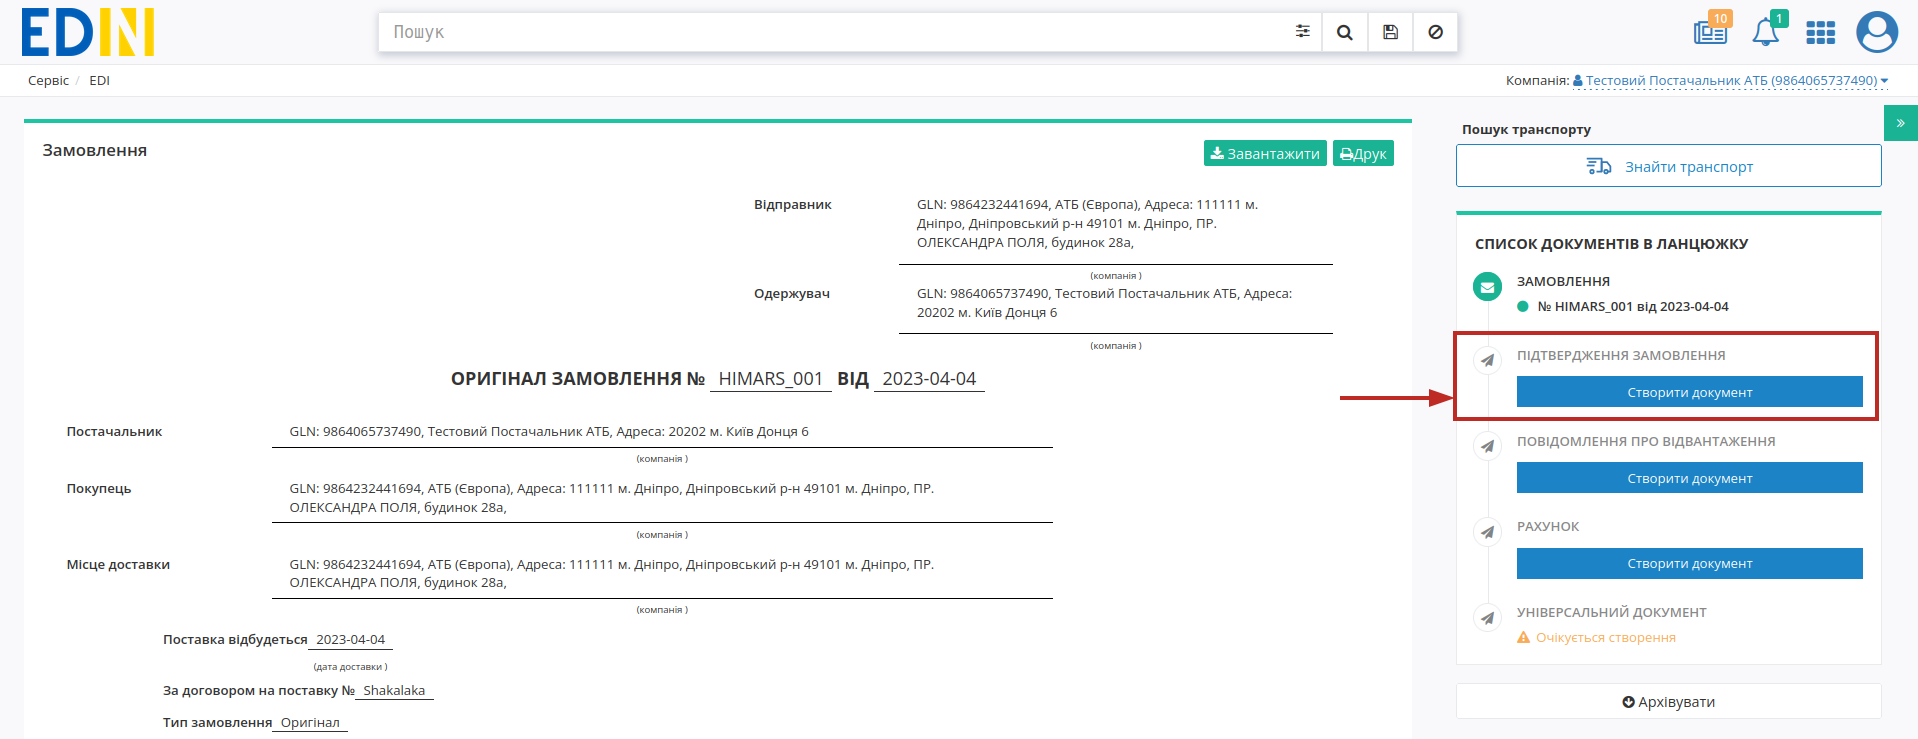 EDIN
Пошук
10
1
Сервіс / EDI
Компанія: Тестовий Постачальник АТБ (9864065737490)
Замовлення
Завантажити
Друк
Відправник
GLN: 9864232441694, АТБ (Європа), Адреса: 111111 м.
Дніпро, Дніпровський р-н 49101 м. Дніпро, ПР.
ОЛЕКСАНДРА ПОЛЯ, будинок 28а,
(компанія )
Одержувач
GLN: 9864065737490, Тестовий Постачальник АТБ, Адреса:
20202 м. Київ Донця 6
(компанія )
ОРИГІНАЛ ЗАМОВЛЕННЯ № HIMARS_001 ВІД 2023-04-04
Постачальник
GLN: 9864065737490, Тестовий Постачальник АТБ, Адреса: 20202 м. Київ Донця 6
(компанія )
Покупець
GLN: 9864232441694, АТБ (Європа), Адреса: 111111 м. Дніпро, Дніпровський р-н 49101 м. Дніпро, ПР.
ОЛЕКСАНДРА ПОЛЯ, будинок 28а,
(компанія )
Місце доставки
GLN: 9864232441694, АТБ (Європа), Адреса: 111111 м. Дніпро, Дніпровський р-н 49101 м. Дніпро, ПР.
ОЛЕКСАНДРА ПОЛЯ, будинок 28а,
(компанія )
Поставка відбудеться 2023-04-04
(дата доставки )
За договором на поставку № Shakalaka
Тип замовлення Оригінал
Пошук транспорту
»
Знайти транспорт
СПИСОК ДОКУМЕНТІВ В ЛАНЦЮЖКУ
ЗАМОВЛЕННЯ
№ HIMARS_001 від 2023-04-04
ПІДТВЕРДЖЕННЯ ЗАМОВЛЕННЯ
Створити документ
ПОВІДОМЛЕННЯ ПРО ВІДВАНТАЖЕННЯ
Створити документ
РАХУНОК
Створити документ
УНІВЕРСАЛЬНИЙ ДОКУМЕНТ
Очікується створення
Архівувати